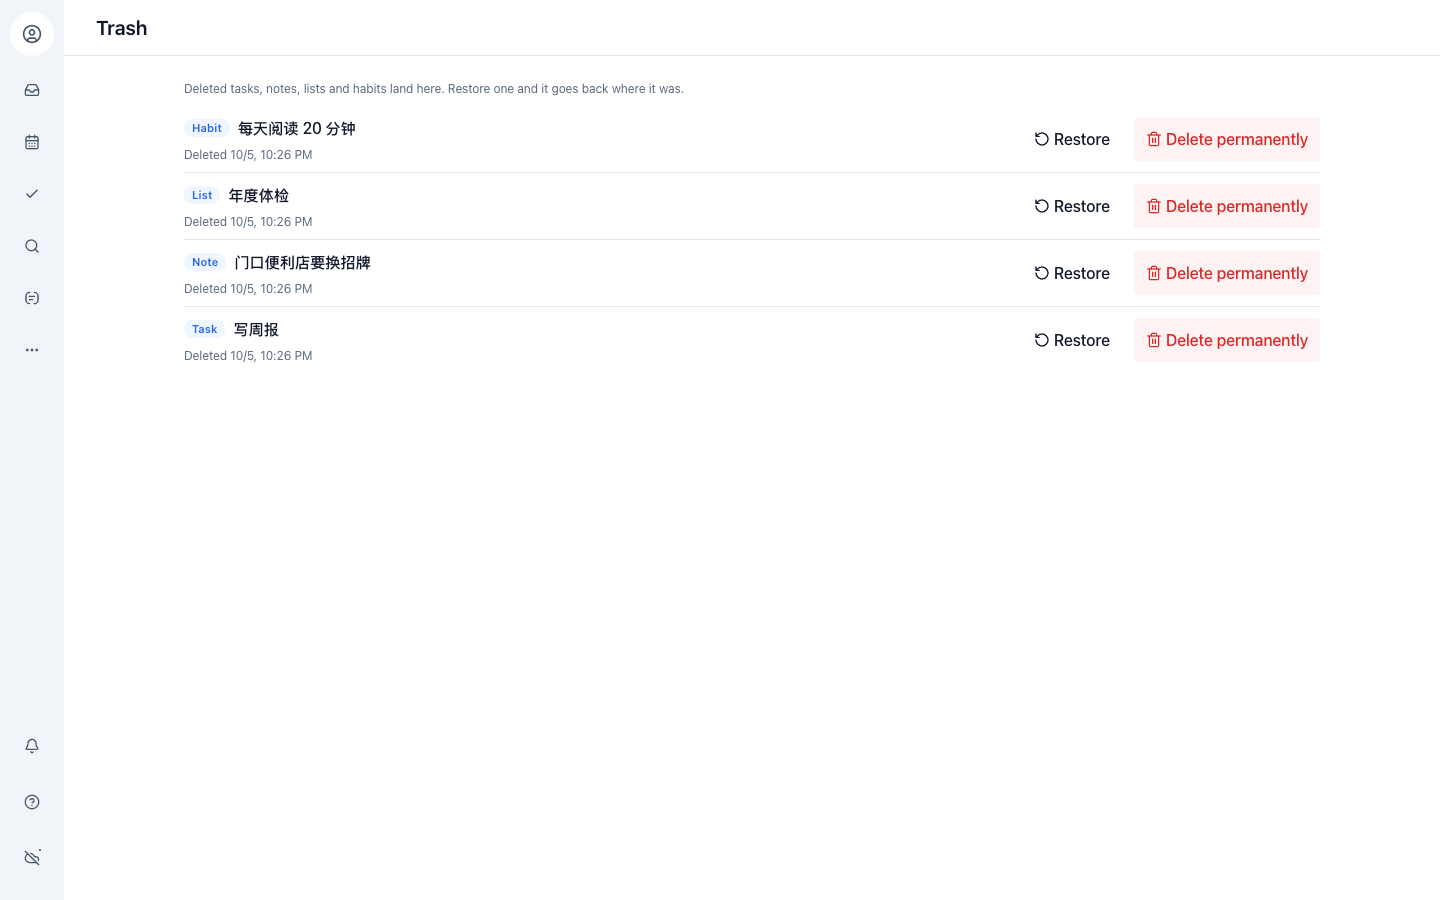 Trash
Deleted tasks, notes, lists and habits land here. Restore one and it goes back where it was.
Habit 每天阅读 20 分钟
Deleted 10/5, 10:26 PM
Restore Delete permanently
List 年度体检
Deleted 10/5, 10:26 PM
Restore Delete permanently
Note 门口便利店要换招牌
Deleted 10/5, 10:26 PM
Restore Delete permanently
Task 写周报
Deleted 10/5, 10:26 PM
Restore Delete permanently